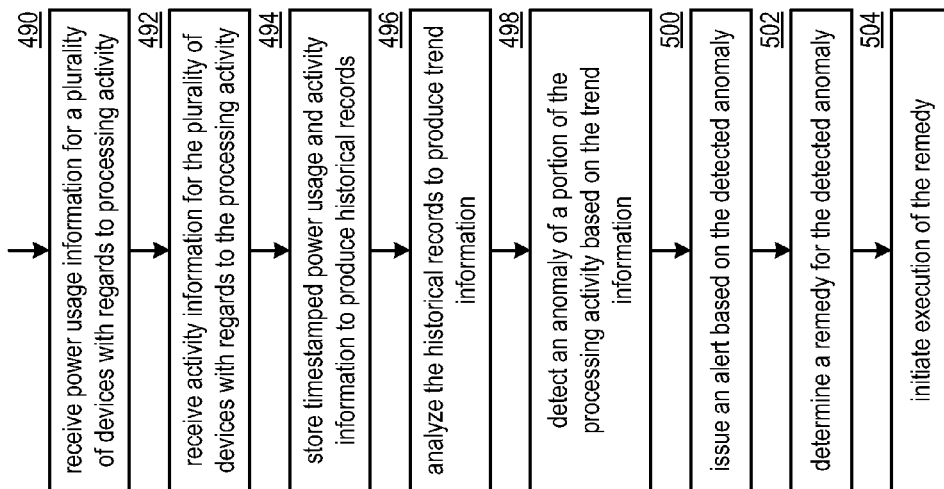 490
receive power usage information for a plurality
of devices with regards to processing activity
492
receive activity information for the plurality of
devices with regards to the processing activity
494
store timestamped power usage and activity
information to produce historical records
496
analyze the historical records to produce trend
information
498
detect an anomaly of a portion of the
processing activity based on the trend
information
500
issue an alert based on the detected anomaly
502
determine a remedy for the detected anomaly
504
initiate execution of the remedy